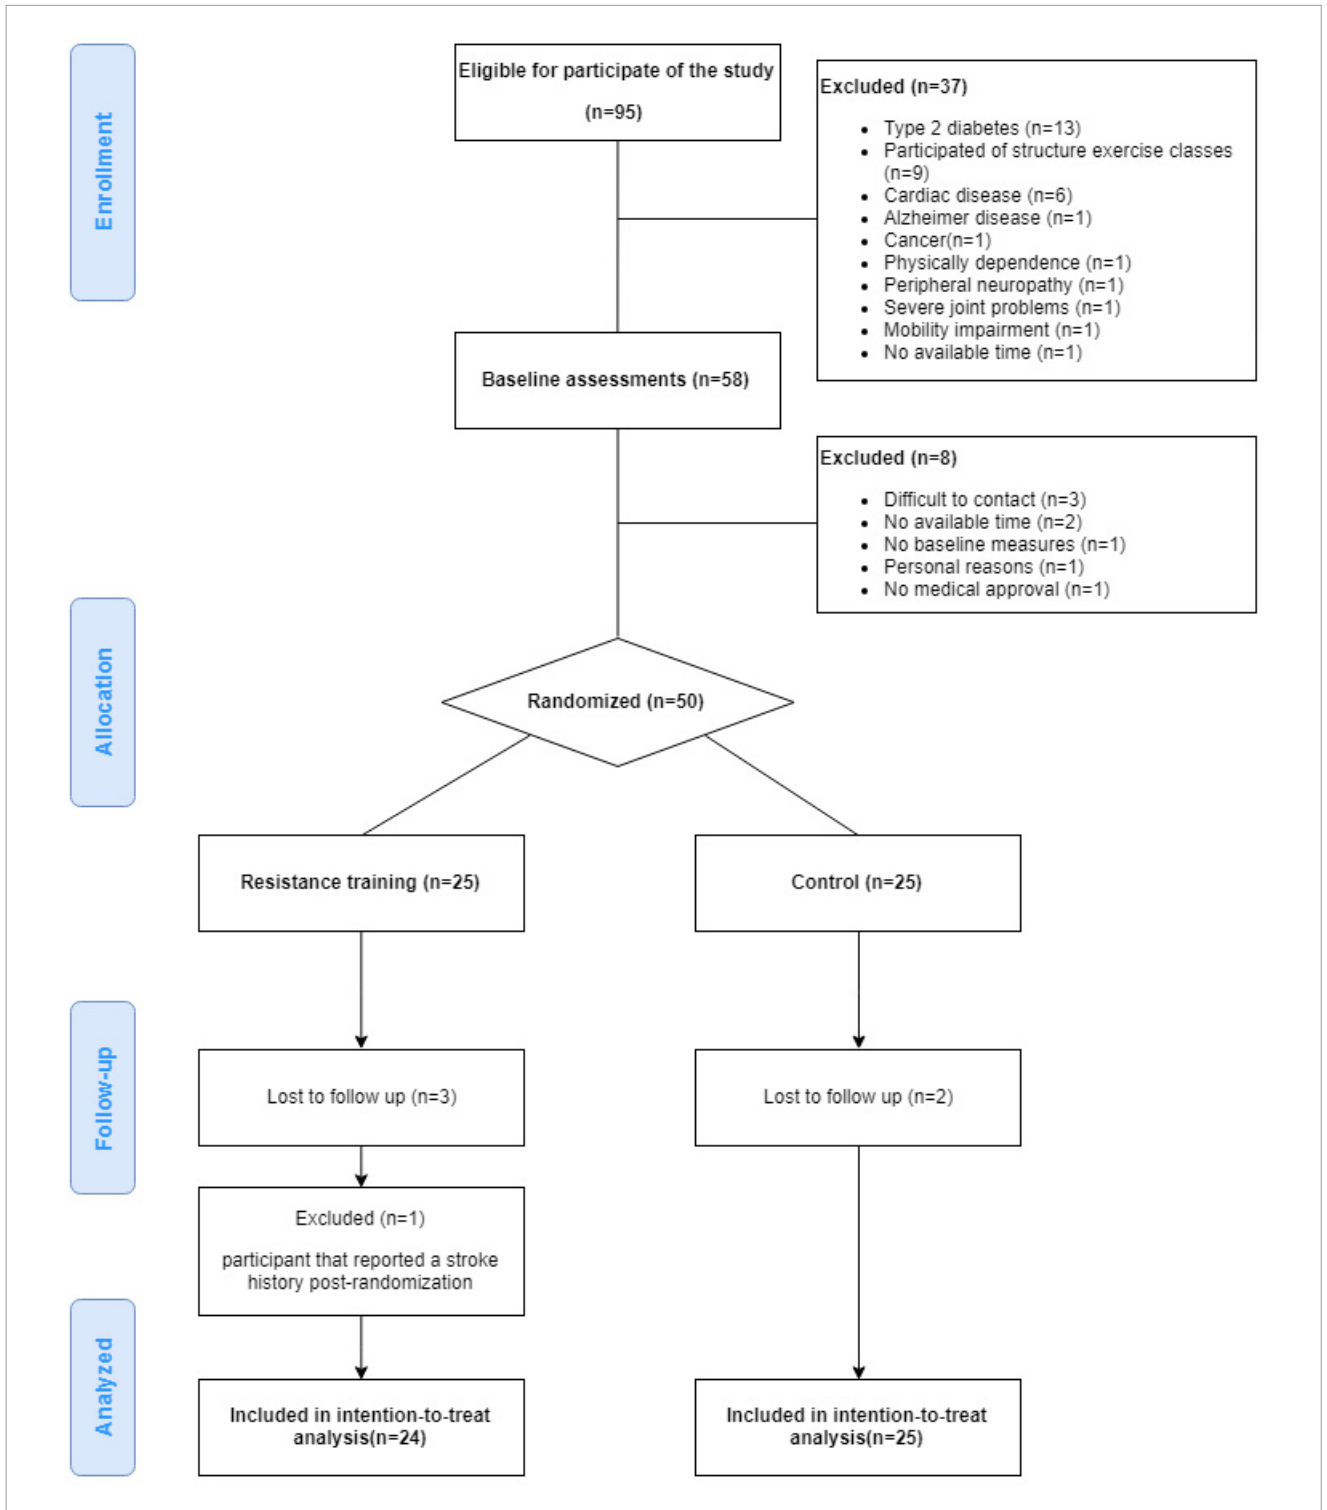 Enrollment
Eligible for participate of the study
(n=95)
Excluded (n=37)
• Type 2 diabetes (n=13)
• Participated of structure exercise classes
(n=9)
• Cardiac disease (n=6)
• Alzheimer disease (n=1)
• Cancer(n=1)
• Physically dependence (n=1)
• Peripheral neuropathy (n=1)
• Severe joint problems (n=1)
• Mobility impairment (n=1)
• No available time (n=1)
Baseline assessments (n=58)
Excluded (n=8)
• Difficult to contact (n=3)
• No available time (n=2)
• No baseline measures (n=1)
• Personal reasons (n=1)
• No medical approval (n=1)
Allocation
Randomized (n=50)
Resistance training (n=25)
Control (n=25)
Follow-up
Lost to follow up (n=3)
Lost to follow up (n=2)
Excluded (n=1)
participant that reported a stroke
history post-randomization
Analyzed
Included in intention-to-treat
analysis(n=24)
Included in intention-to-treat
analysis(n=25)